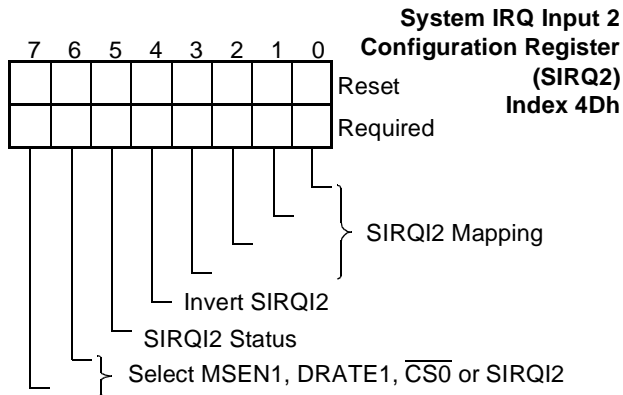 System IRQ Input 2
Configuration Register
(SIRQ2)
Index 4Dh
7 6 5 4 3 2 1 0
Reset
Required
SIRQI2 Mapping
Invert SIRQI2
SIRQI2 Status
Select MSEN1, DRATE1, C̅S̅0̅ or SIRQI2